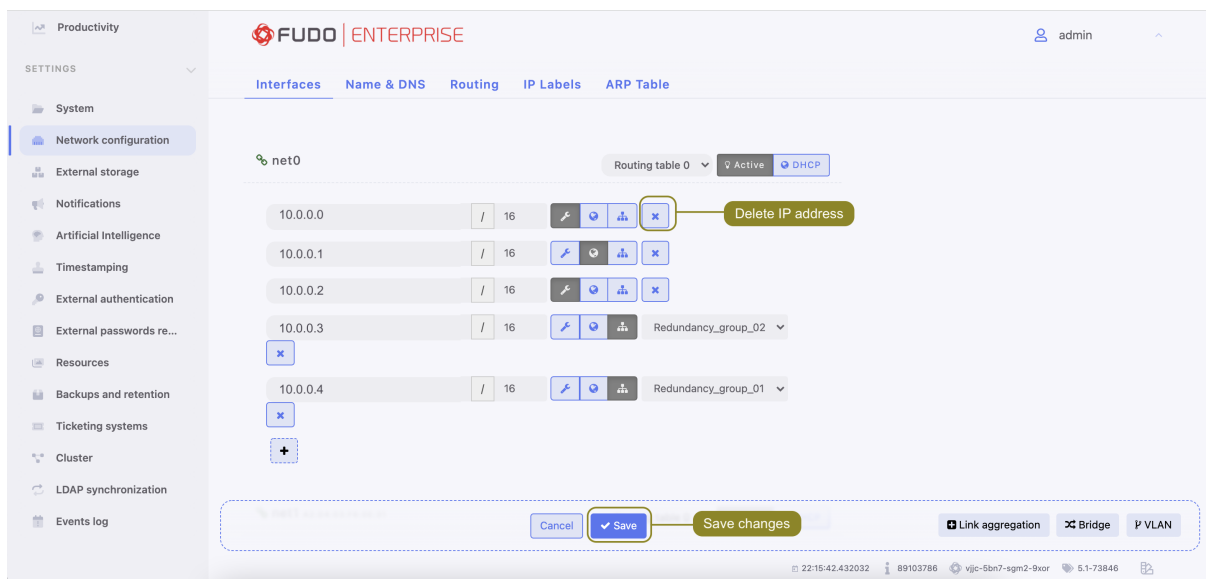 Productivity
FUDO ENTERPRISE
admin
SETTINGS
Interfaces Name & DNS Routing IP Labels ARP Table
System
Network configuration
External storage
Notifications
Artificial Intelligence
Timestamping
External authentication
External passwords re...
Resources
Backups and retention
Ticketing systems
Cluster
LDAP synchronization
Events log
net0
Routing table 0 Active DHCP
10.0.0.0 / 16 Delete IP address
10.0.0.1 / 16
10.0.0.2 / 16
10.0.0.3 / 16 Redundancy_group_02
10.0.0.4 / 16 Redundancy_group_01
Cancel Save Save changes Link aggregation Bridge VLAN
22:15:42.432032 89103786 vjjc-5bn7-sgm2-9xor 5.1-73846